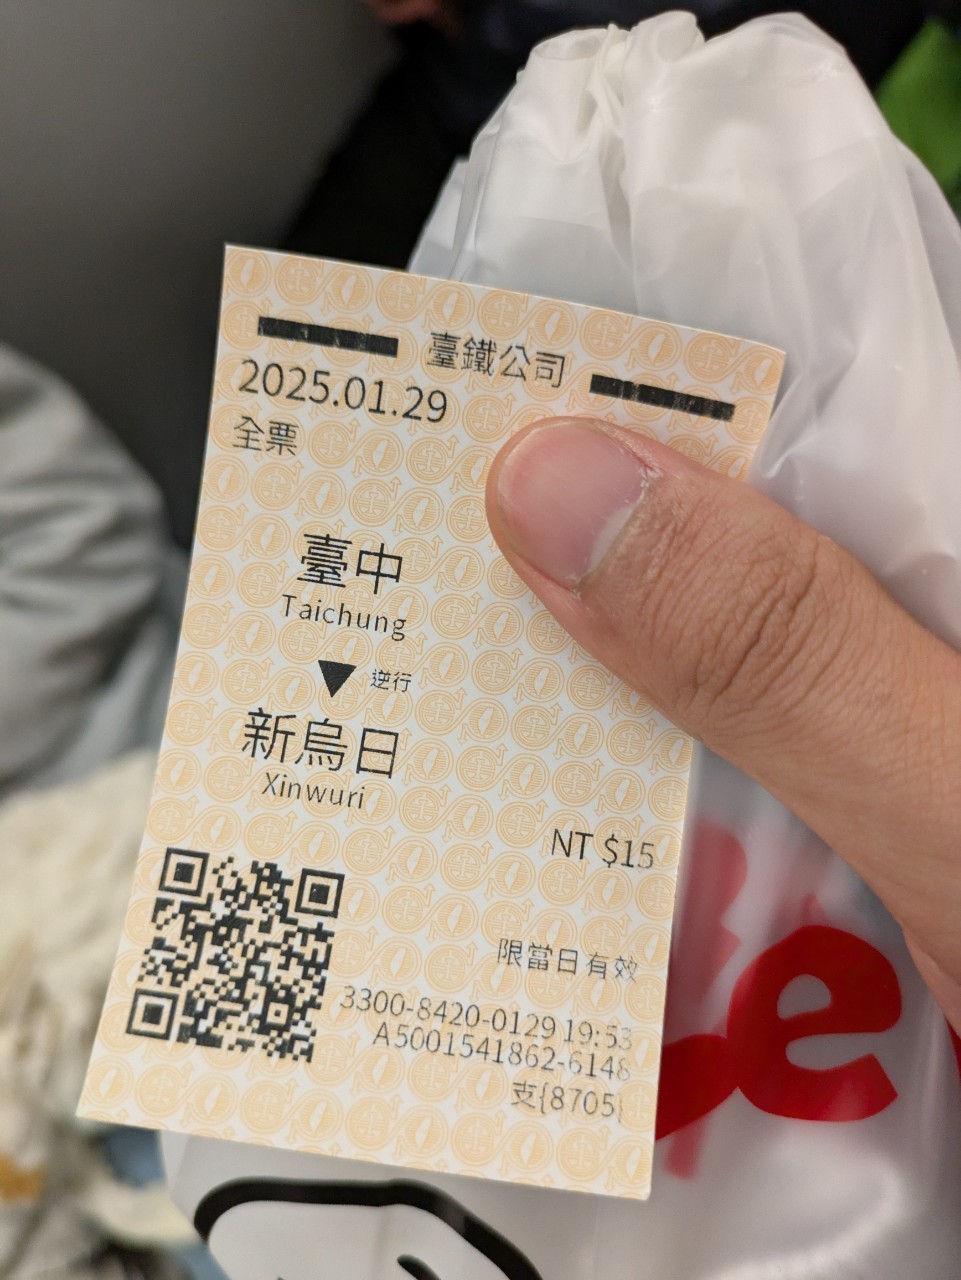 臺鐵公司
2025.01.29
全票
臺中
Taichung
▼ 逆行
新烏日
Xinwuri
NT $15
限當日有效
3300-8420-0129 19:53
A5001541862-6148
支{8705}
e